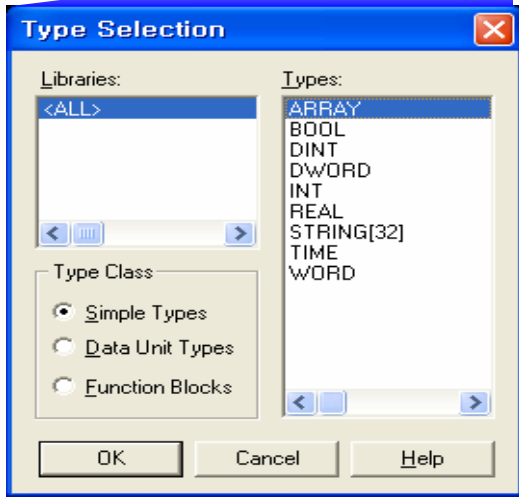 Type Selection
Libraries:
<ALL>
Types:
ARRAY
BOOL
DINT
DWORD
INT
REAL
STRING[32]
TIME
WORD
Type Class
Simple Types
Data Unit Types
Function Blocks
OK
Cancel
Help